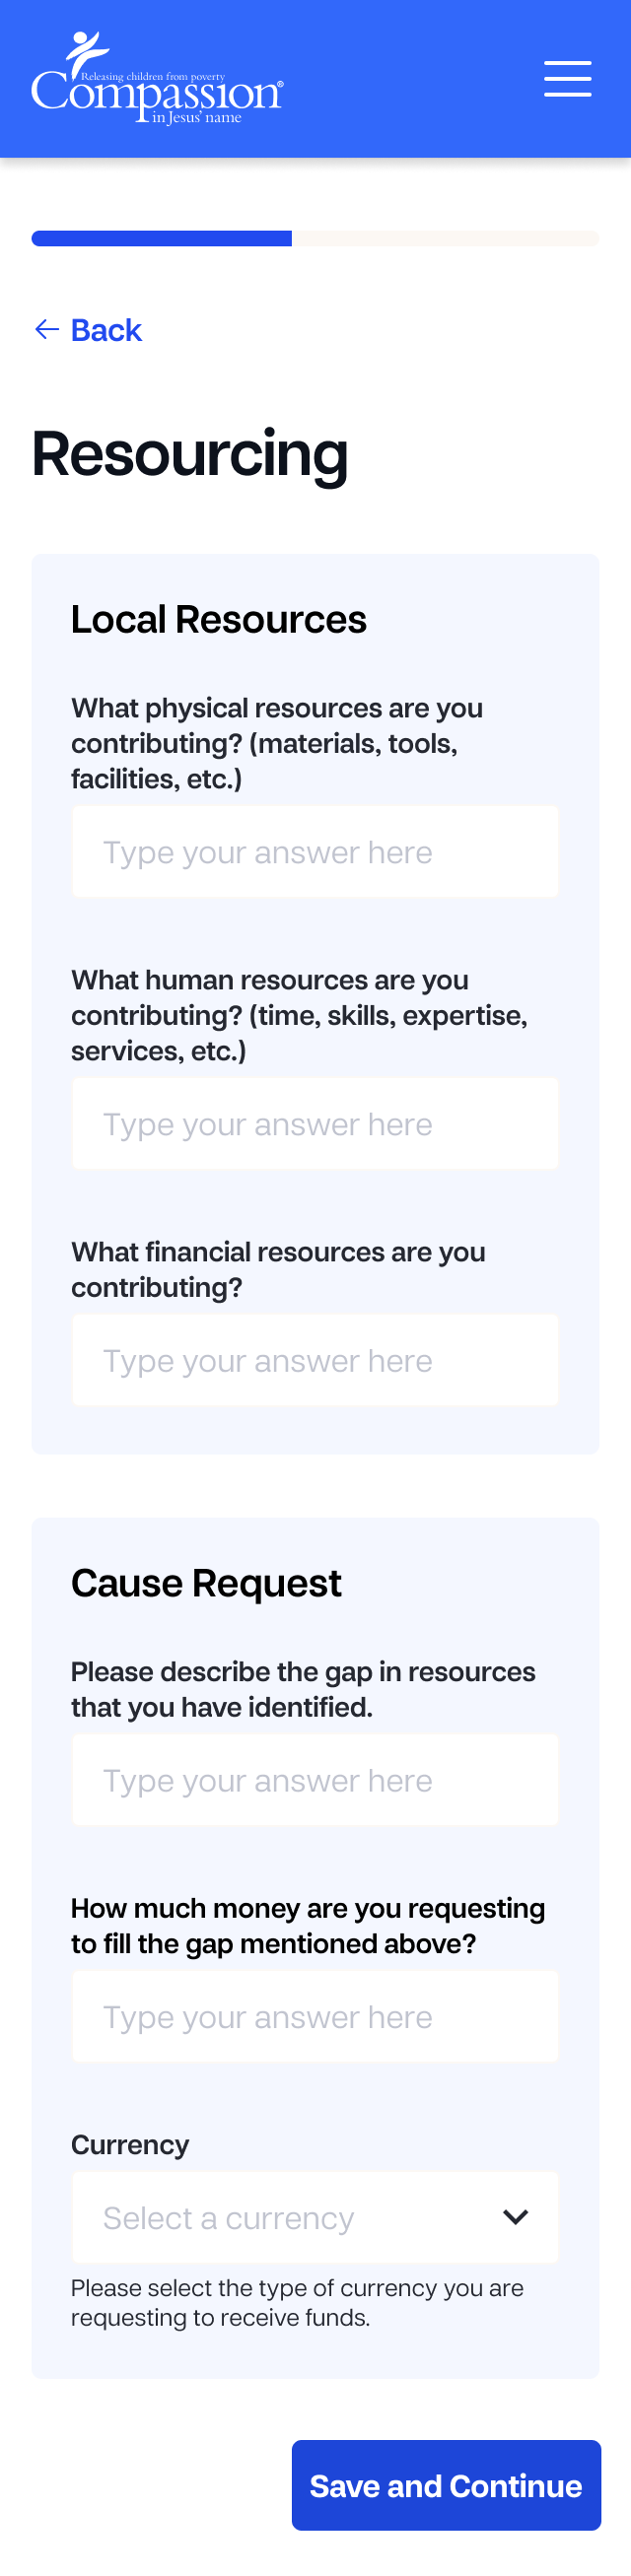 Releasing children from poverty
Compassion®
in Jesus' name
Back
Resourcing
Local Resources
What physical resources are you
contributing? (materials, tools,
facilities, etc.)
Type your answer here
What human resources are you
contributing? (time, skills, expertise,
services, etc.)
Type your answer here
What financial resources are you
contributing?
Type your answer here
Cause Request
Please describe the gap in resources
that you have identified.
Type your answer here
How much money are you requesting
to fill the gap mentioned above?
Type your answer here
Currency
Select a currency
Please select the type of currency you are
requesting to receive funds.
Save and Continue